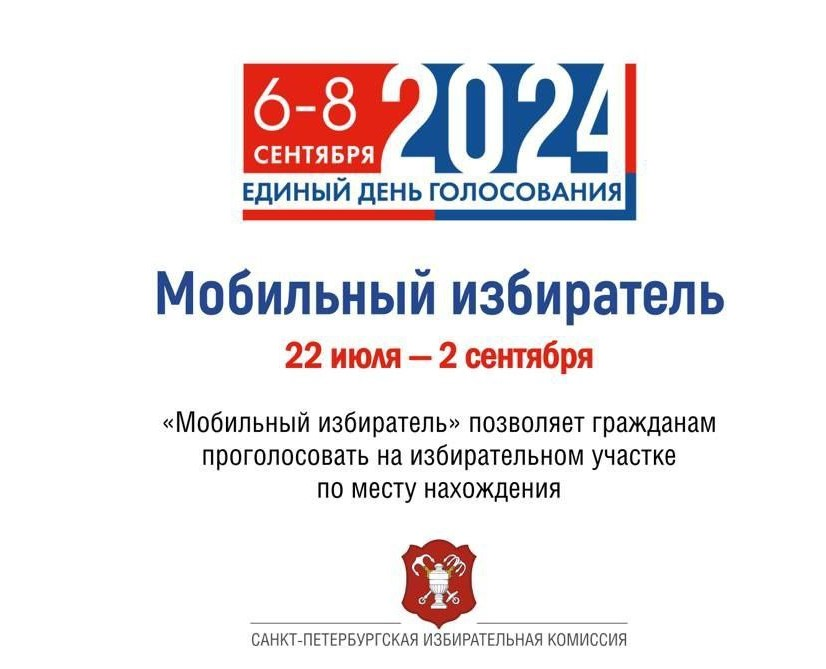 6-8
СЕНТЯБРЯ
2024
ЕДИНЫЙ ДЕНЬ ГОЛОСОВАНИЯ
Мобильный избиратель
22 июля — 2 сентября
«Мобильный избиратель» позволяет гражданам
проголосовать на избирательном участке
по месту нахождения
САНКТ-ПЕТЕРБУРГСКАЯ ИЗБИРАТЕЛЬНАЯ КОМИССИЯ